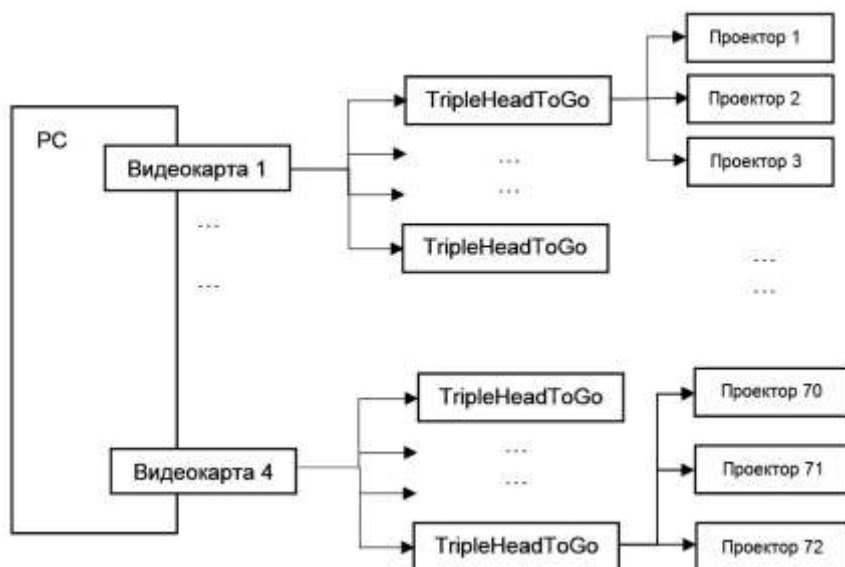 PC
Видеокарта 1
...
...
Видеокарта 4
TripleHeadToGo
...
...
TripleHeadToGo
TripleHeadToGo
...
...
TripleHeadToGo
Проектор 1
Проектор 2
Проектор 3
...
...
Проектор 70
Проектор 71
Проектор 72